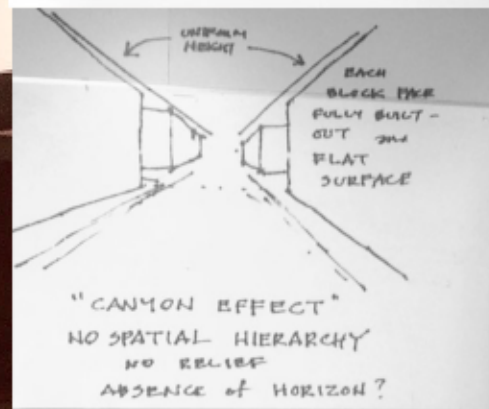 UNIFORM
HEIGHT
EACH
BLOCK FACE
FULLY BUILT-
OUT and
FLAT
SURFACE
"CANYON EFFECT"
NO SPATIAL HIERARCHY
NO RELIEF
ABSENCE of HORIZON?